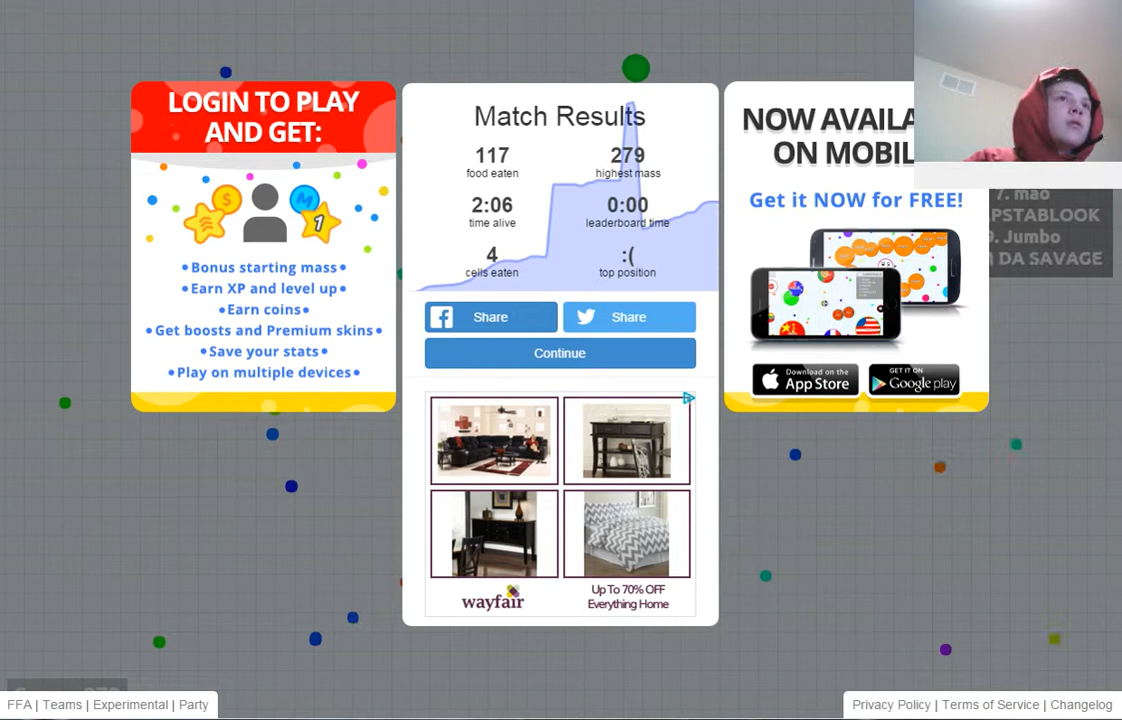 LOGIN TO PLAY
AND GET:
•Bonus starting mass•
•Earn XP and level up•
•Earn coins•
•Get boosts and Premium skins•
•Save your stats•
•Play on multiple devices•
Match Results
117
food eaten
279
highest mass
2:06
time alive
0:00
leaderboard time
4
cells eaten
:(
top position
Share
Share
Continue
wayfair
Up To 70% OFF
Everything Home
NOW AVAILA
ON MOBIL
Get it NOW for FREE!
Download on the
App Store
GET IT ON
Google play
7. mao
PSTABLOOK
9. Jumbo
DA SAVAGE
FFA | Teams | Experimental | Party
Privacy Policy | Terms of Service | Changelog